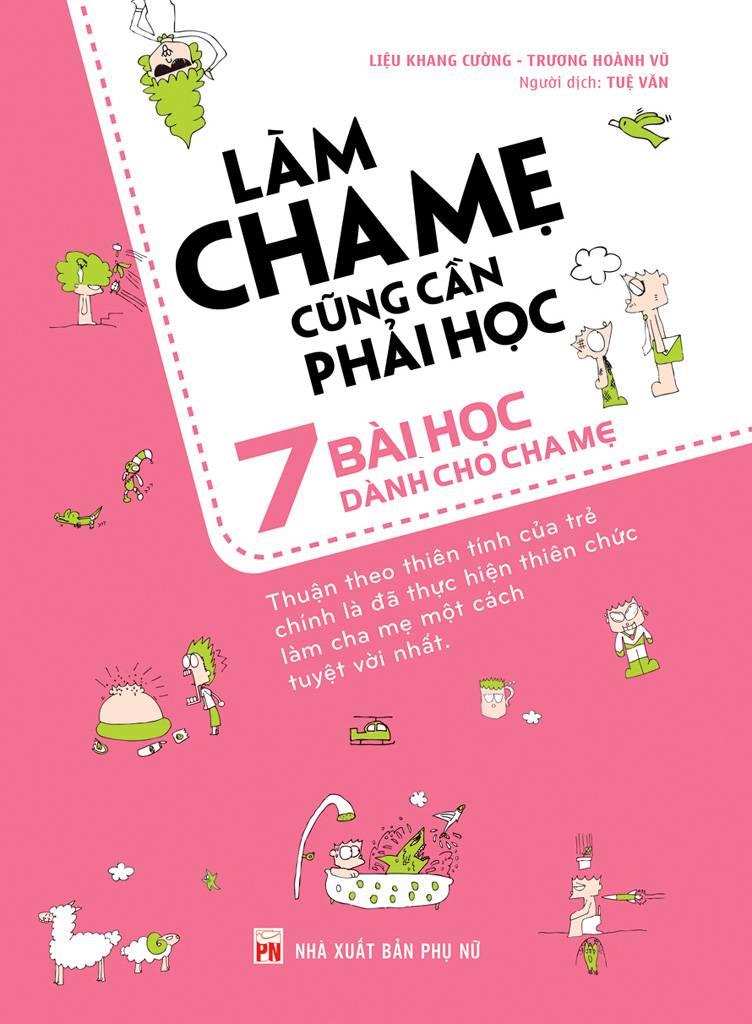 LIỆU KHANG CƯỜNG - TRƯƠNG HOÀNH VŨ
Người dịch: TUỆ VĂN
LÀM
CHA MẸ
CŨNG CẦN
PHẢI HỌC
7 BÀI HỌC
DÀNH CHO CHA MẸ
Thuận theo thiên tính của trẻ
chính là đã thực hiện thiên chức
làm cha mẹ một cách
tuyệt vời nhất.
PN NHÀ XUẤT BẢN PHỤ NỮ